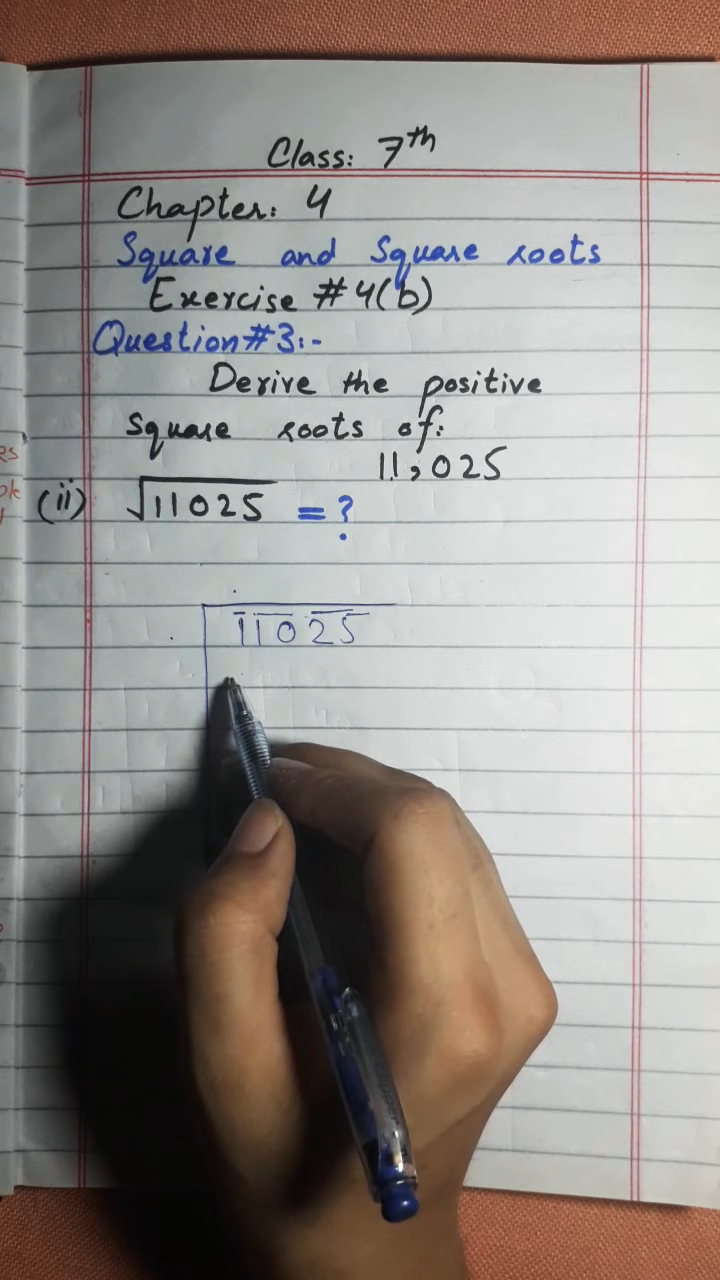 Class: 7th
Chapter: 4
Square and Square roots
Exercise #4(b)
Question#3:-
Derive the positive
square roots of:
11,025
(ii) √11025 = ?
11025